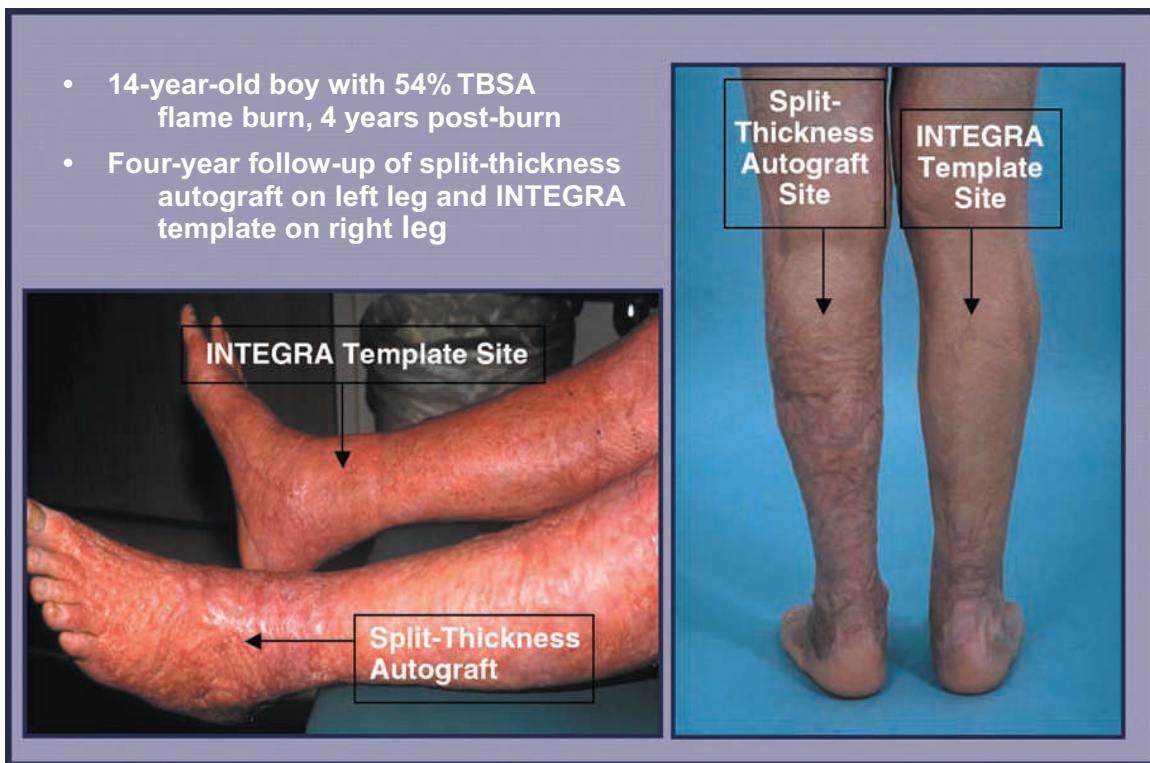 • 14-year-old boy with 54% TBSA
flame burn, 4 years post-burn
• Four-year follow-up of split-thickness
autograft on left leg and INTEGRA
template on right leg
INTEGRA Template Site
Split-Thickness
Autograft
Split-
Thickness
Autograft
Site
INTEGRA
Template
Site